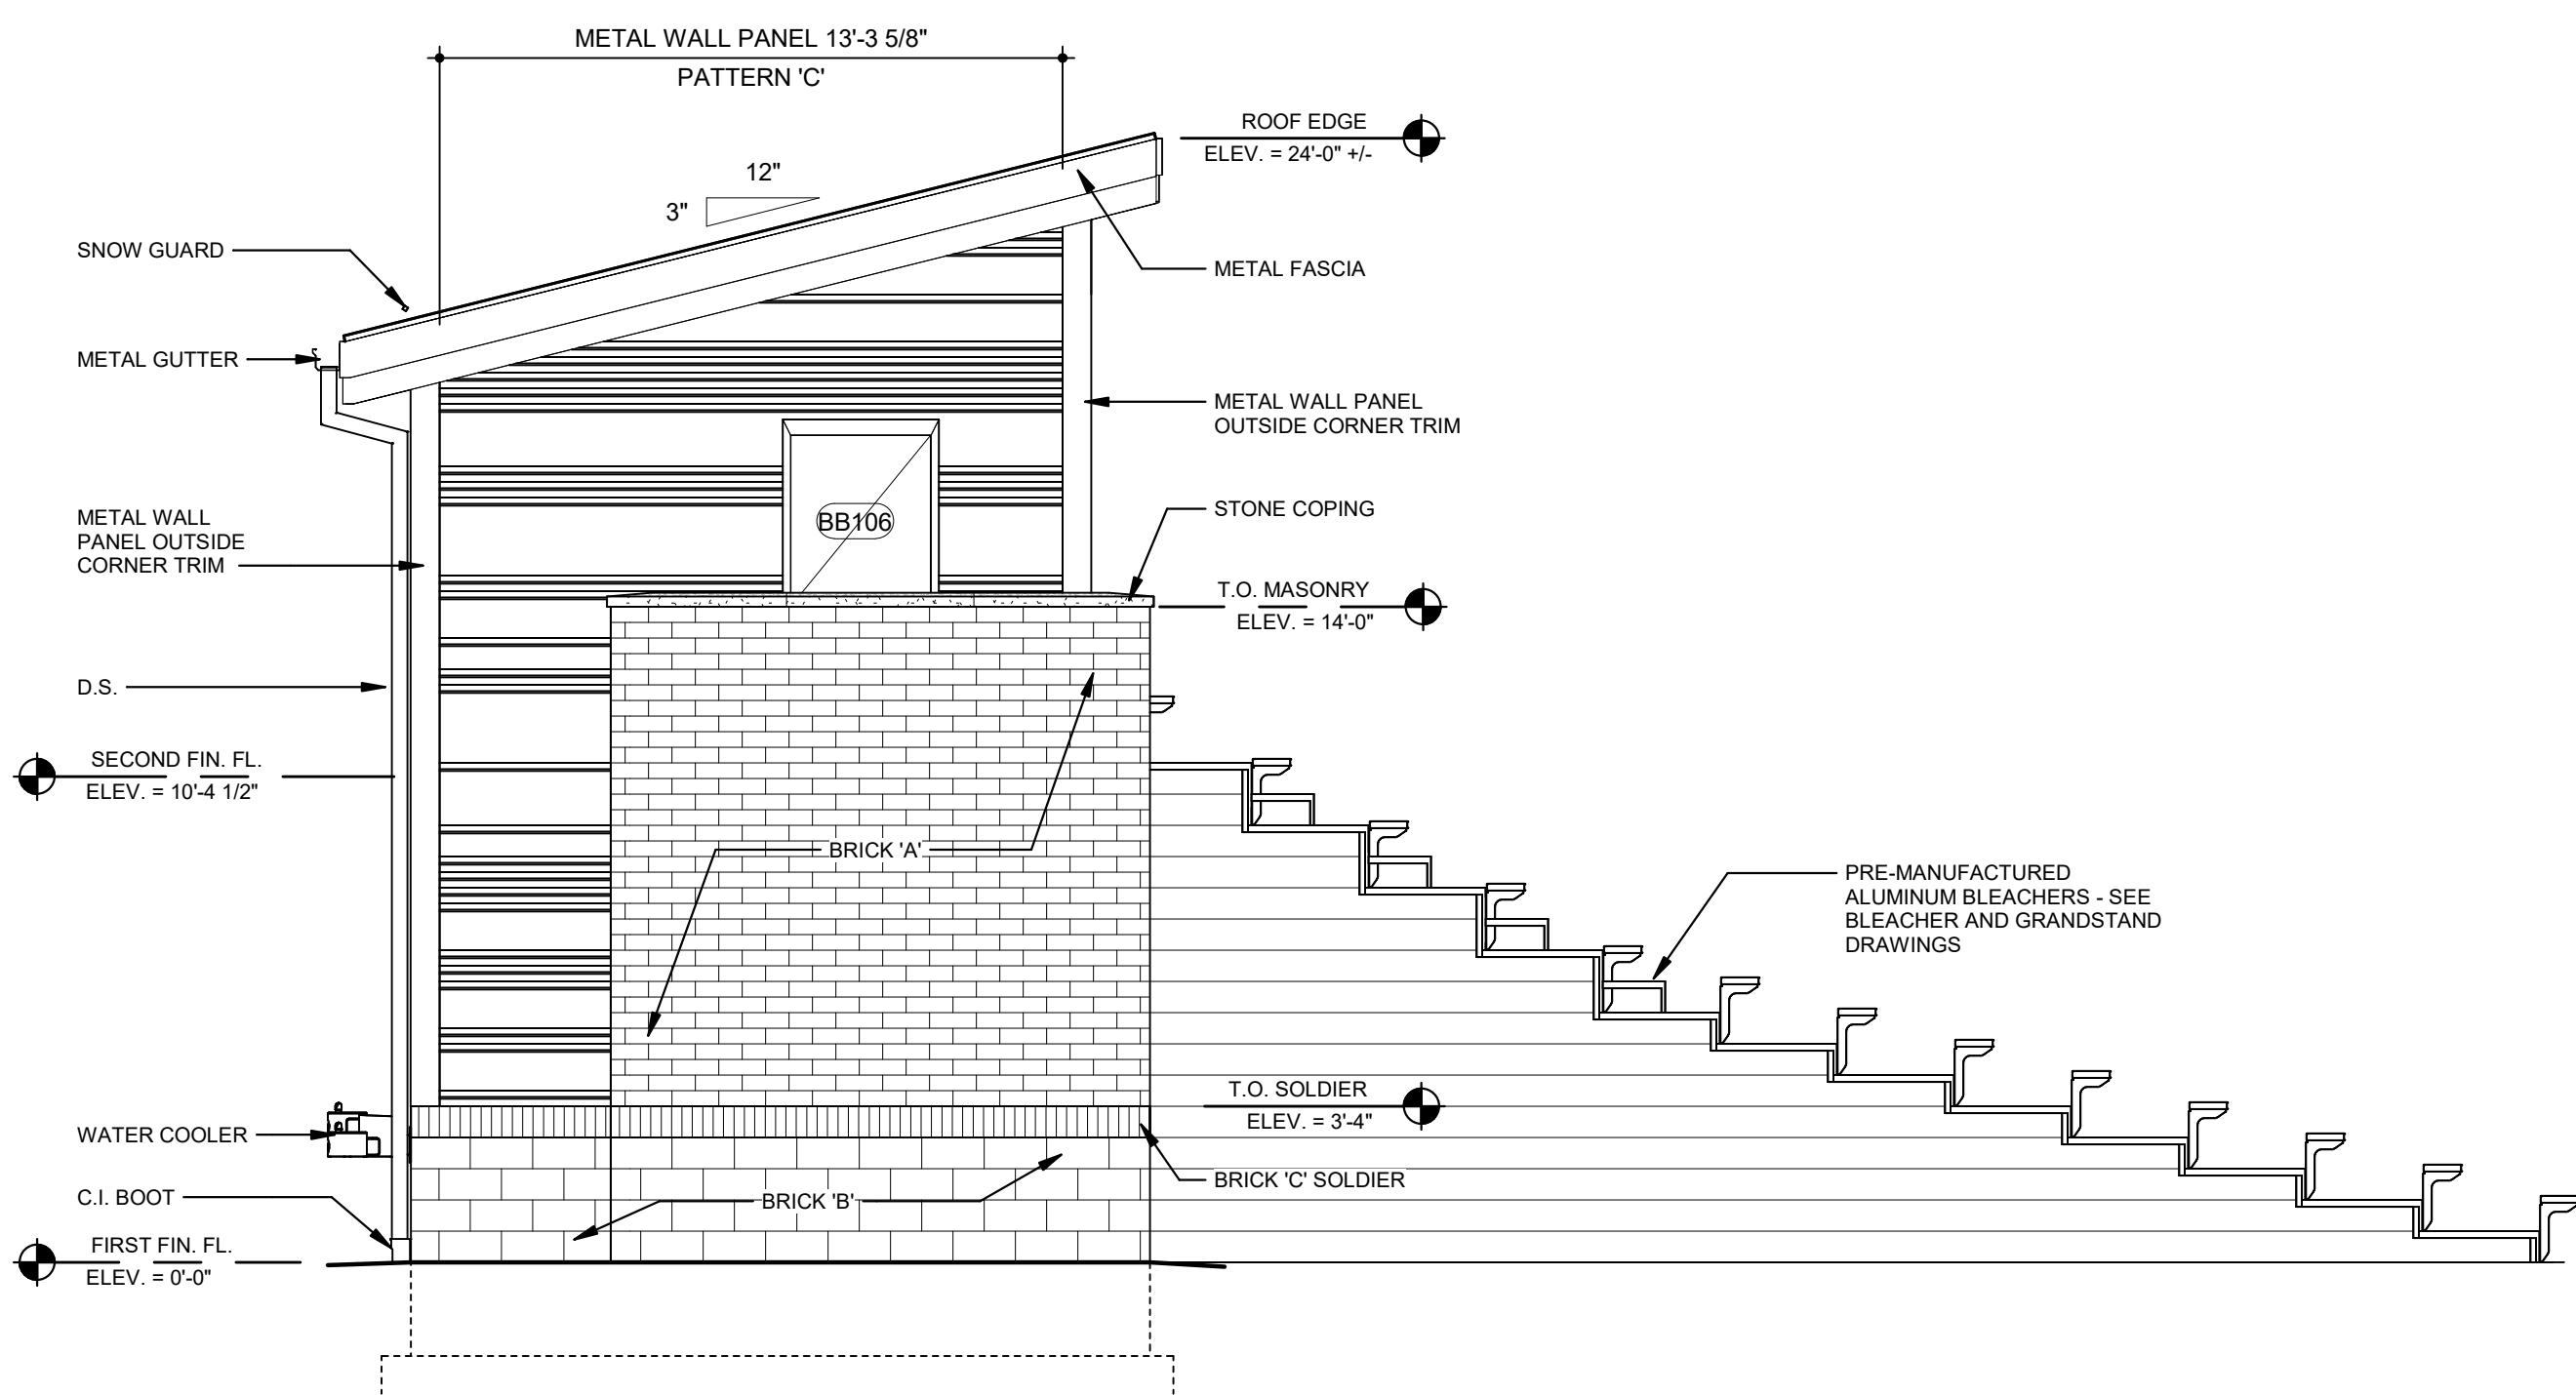 METAL WALL PANEL 13'-3 5/8"
PATTERN 'C'
ROOF EDGE
ELEV. = 24'-0" +/-
12"
3"
SNOW GUARD
METAL FASCIA
METAL GUTTER
METAL WALL PANEL
OUTSIDE CORNER TRIM
STONE COPING
BB106
METAL WALL
PANEL OUTSIDE
CORNER TRIM
T.O. MASONRY
ELEV. = 14'-0"
D.S.
SECOND FIN. FL.
ELEV. = 10'-4 1/2"
BRICK 'A'
PRE-MANUFACTURED
ALUMINUM BLEACHERS - SEE
BLEACHER AND GRANDSTAND
DRAWINGS
T.O. SOLDIER
ELEV. = 3'-4"
WATER COOLER
BRICK 'C' SOLDIER
C.I. BOOT
BRICK 'B'
FIRST FIN. FL.
ELEV. = 0'-0"